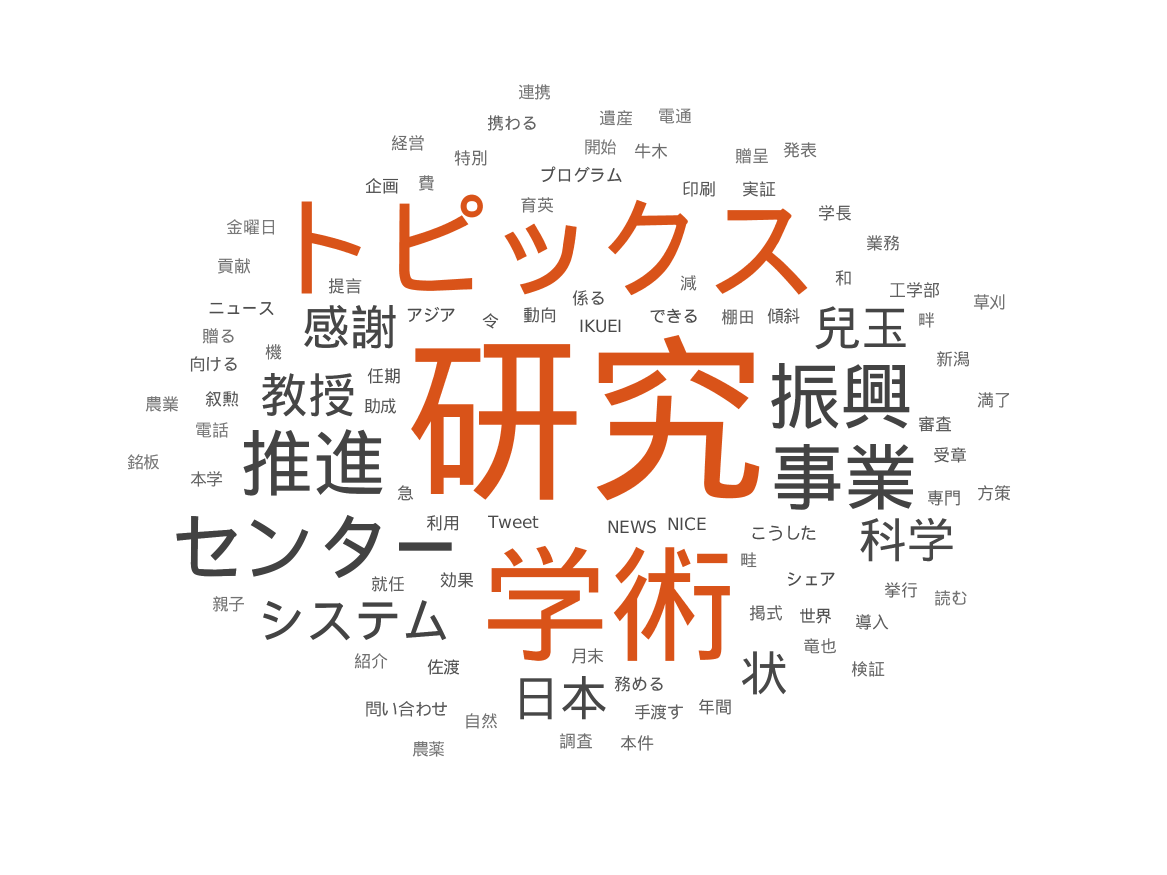 連携
携わる
遺産
電通
経営
特別
開始
牛木
贈呈
発表
企画
費
プログラム
印刷
実証
育英
学長
金曜日
トピックス
業務
貢献
提言
減
和
工学部
ニュース
感謝
アジア
令
動向
係る
IKUEI
できる
棚田
傾斜
兒玉
畔
草刈
贈る
機
向ける
新潟
農業
叙勲
教授
任期
助成
研究
振興
満了
審査
電話
推進
事業
受章
銘板
本学
急
専門
方策
利用
Tweet
NEWS
NICE
こうした
科学
センター
学術
畦
シェア
就任
効果
挙行
読む
親子
システム
掲式
世界
導入
竜也
紹介
佐渡
月末
状
検証
日本
務める
問い合わせ
自然
手渡す
年間
農薬
調査
本件